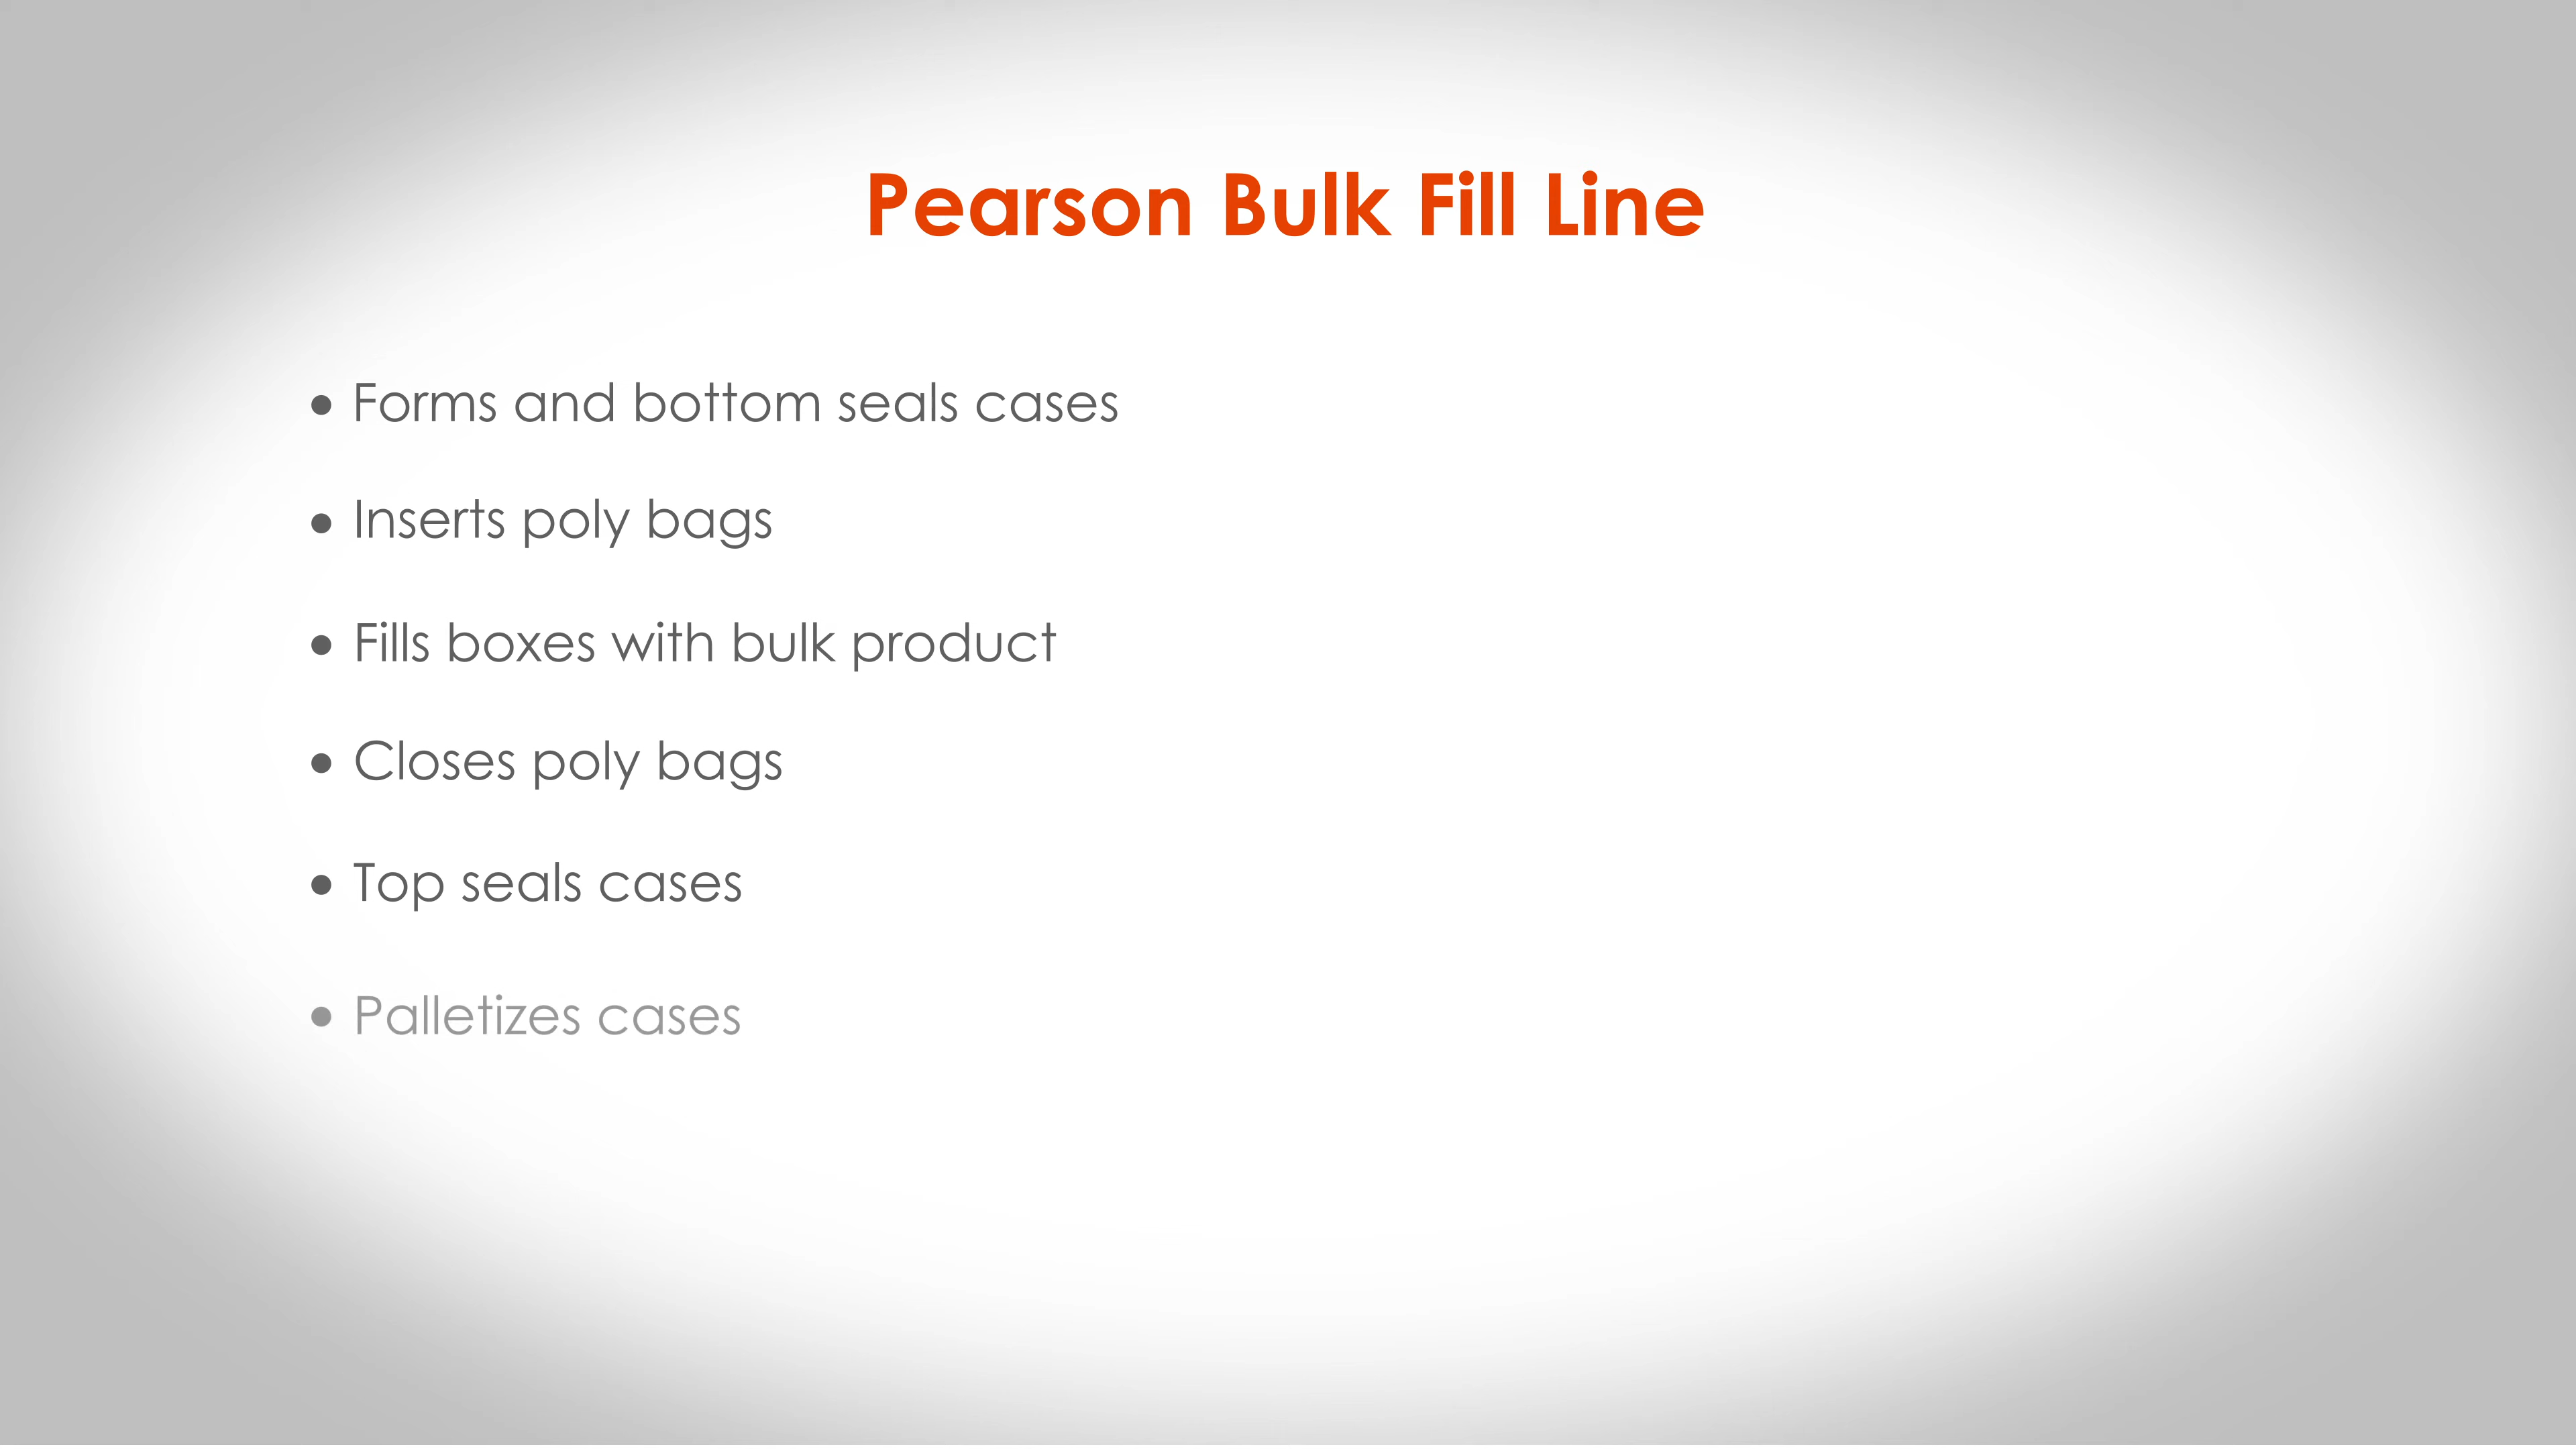 Pearson Bulk Fill Line
• Forms and bottom seals cases
• Inserts poly bags
• Fills boxes with bulk product
• Closes poly bags
• Top seals cases
• Palletizes cases